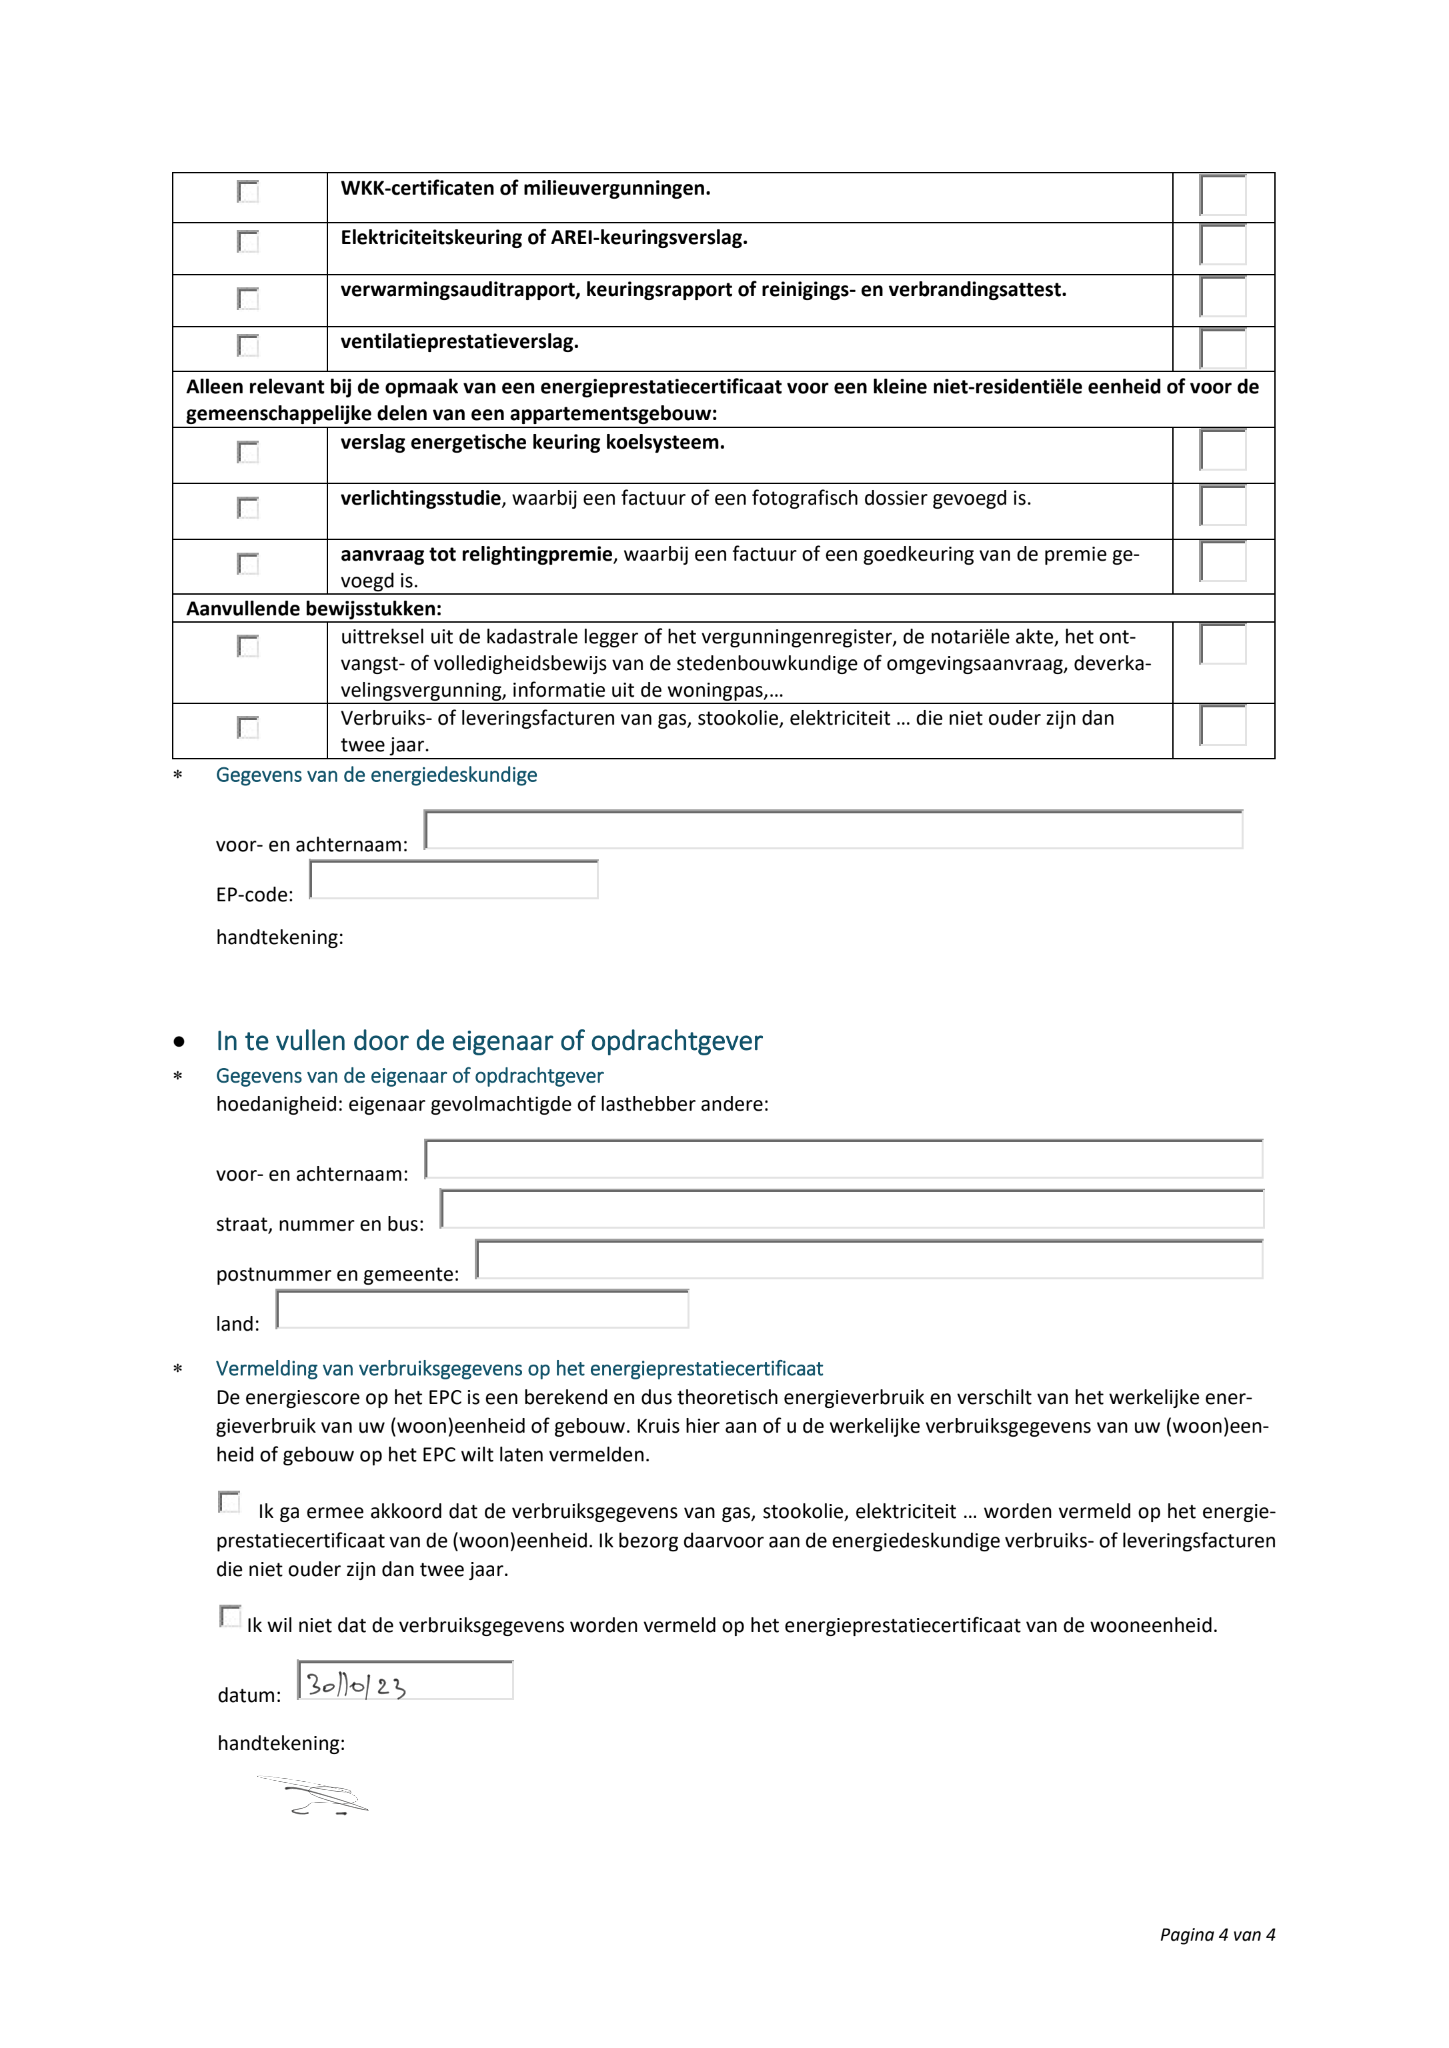 WKK-certificaten of milieuvergunningen.
Elektriciteitskeuring of AREI-keuringsverslag.
verwarmingsauditrapport, keuringsrapport of reinigings- en verbrandingsattest.
ventilatieprestatieverslag.
Alleen relevant bij de opmaak van een energieprestatiecertificaat voor een kleine niet-residentiële eenheid of voor de
gemeenschappelijke delen van een appartementsgebouw:
verslag energetische keuring koelsysteem.
verlichtingsstudie, waarbij een factuur of een fotografisch dossier gevoegd is.
aanvraag tot relightingpremie, waarbij een factuur of een goedkeuring van de premie ge-
voegd is.
Aanvullende bewijsstukken:
uittreksel uit de kadastrale legger of het vergunningenregister, de notariële akte, het ont-
vangst- of volledigheidsbewijs van de stedenbouwkundige of omgevingsaanvraag, deverka-
velingsvergunning, informatie uit de woningpas,...
Verbruiks- of leveringsfacturen van gas, stookolie, elektriciteit ... die niet ouder zijn dan
twee jaar.
* Gegevens van de energiedeskundige
voor- en achternaam:
EP-code:
handtekening:
• In te vullen door de eigenaar of opdrachtgever
* Gegevens van de eigenaar of opdrachtgever
hoedanigheid: eigenaar gevolmachtigde of lasthebber andere:
voor- en achternaam:
straat, nummer en bus:
postnummer en gemeente:
land:
* Vermelding van verbruiksgegevens op het energieprestatiecertificaat
De energiescore op het EPC is een berekend en dus theoretisch energieverbruik en verschilt van het werkelijke ener-
gieverbruik van uw (woon)eenheid of gebouw. Kruis hier aan of u de werkelijke verbruiksgegevens van uw (woon)een-
heid of gebouw op het EPC wilt laten vermelden.
Ik ga ermee akkoord dat de verbruiksgegevens van gas, stookolie, elektriciteit ... worden vermeld op het energie-
prestatiecertificaat van de (woon)eenheid. Ik bezorg daarvoor aan de energiedeskundige verbruiks- of leveringsfacturen
die niet ouder zijn dan twee jaar.
Ik wil niet dat de verbruiksgegevens worden vermeld op het energieprestatiecertificaat van de wooneenheid.
datum: 30/10/23
handtekening:
Pagina 4 van 4